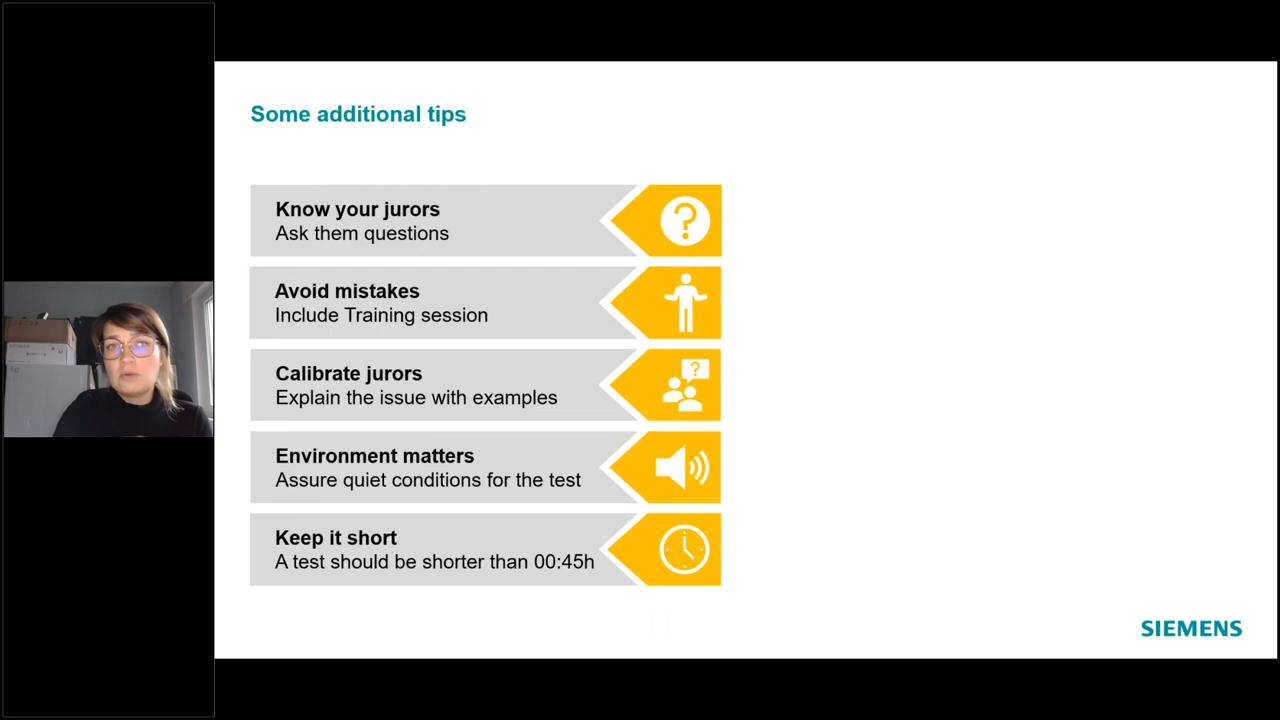 Some additional tips
Know your jurors
Ask them questions
Avoid mistakes
Include Training session
Calibrate jurors
Explain the issue with examples
Environment matters
Assure quiet conditions for the test
Keep it short
A test should be shorter than 00:45h
SIEMENS